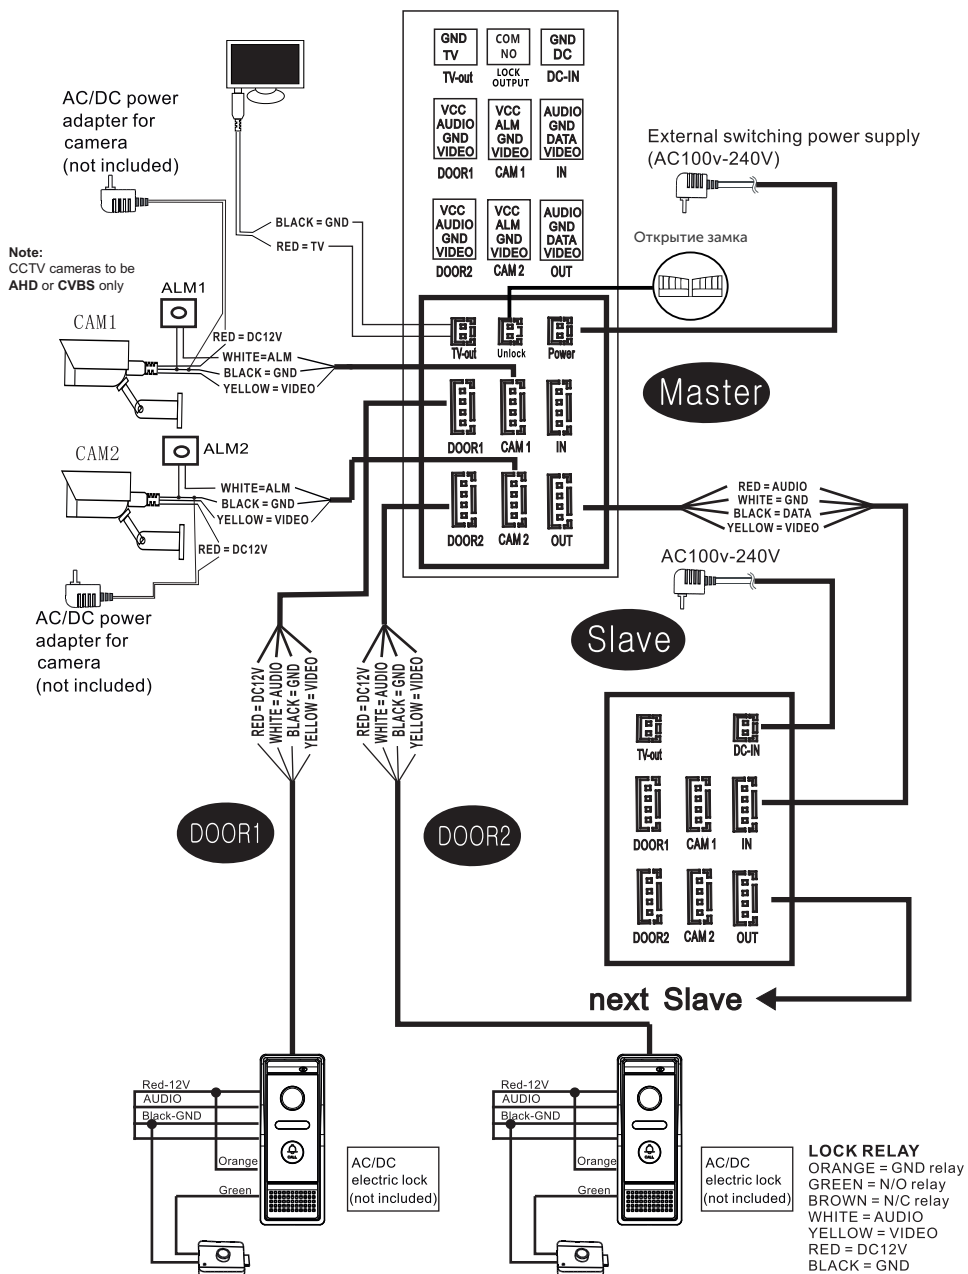 GND
TV
TV-out
COM
NO
LOCK
OUTPUT
GND
DC
DC-IN
VCC
AUDIO
GND
VIDEO
DOOR1
VCC
ALM
GND
VIDEO
CAM 1
AUDIO
GND
DATA
VIDEO
IN
VCC
AUDIO
GND
VIDEO
DOOR2
VCC
ALM
GND
VIDEO
CAM 2
AUDIO
GND
DATA
VIDEO
OUT
AC/DC power
adapter for
camera
(not included)
External switching power supply
(AC100v-240V)
BLACK = GND
RED = TV
Открытие замка
Note:
CCTV cameras to be
AHD or CVBS only
ALM1
CAM1
RED = DC12V
WHITE=ALM
BLACK = GND
YELLOW = VIDEO
TV-out
Unlock
Power
Master
DOOR1
CAM 1
IN
ALM2
CAM2
WHITE=ALM
BLACK = GND
YELLOW = VIDEO
RED = DC12V
DOOR2
CAM 2
OUT
RED = AUDIO
WHITE = GND
BLACK = DATA
YELLOW = VIDEO
AC100v-240V
AC/DC power
adapter for
camera
(not included)
Slave
RED = DC12V
WHITE = AUDIO
BLACK = GND
YELLOW = VIDEO
RED = DC12V
WHITE = AUDIO
BLACK = GND
YELLOW = VIDEO
TV-out
DC-IN
DOOR1
CAM 1
IN
DOOR2
CAM 2
OUT
DOOR1
DOOR2
next Slave
Red-12V
AUDIO
Black-GND
Orange
Green
CALL
AC/DC
electric lock
(not included)
Red-12V
AUDIO
Black-GND
Orange
Green
CALL
AC/DC
electric lock
(not included)
LOCK RELAY
ORANGE = GND relay
GREEN = N/O relay
BROWN = N/C relay
WHITE = AUDIO
YELLOW = VIDEO
RED = DC12V
BLACK = GND